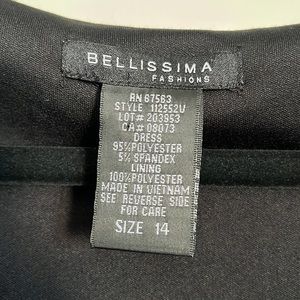 BELLISSIMA
FASHIONS
RN 67563
STYLE 112552V
LOT# 203953
CA# 08073
DRESS
95%POLYESTER
5% SPANDEX
LINING
100%POLYESTER
MADE IN VIETNAM
SEE REVERSE SIDE
FOR CARE
SIZE 14